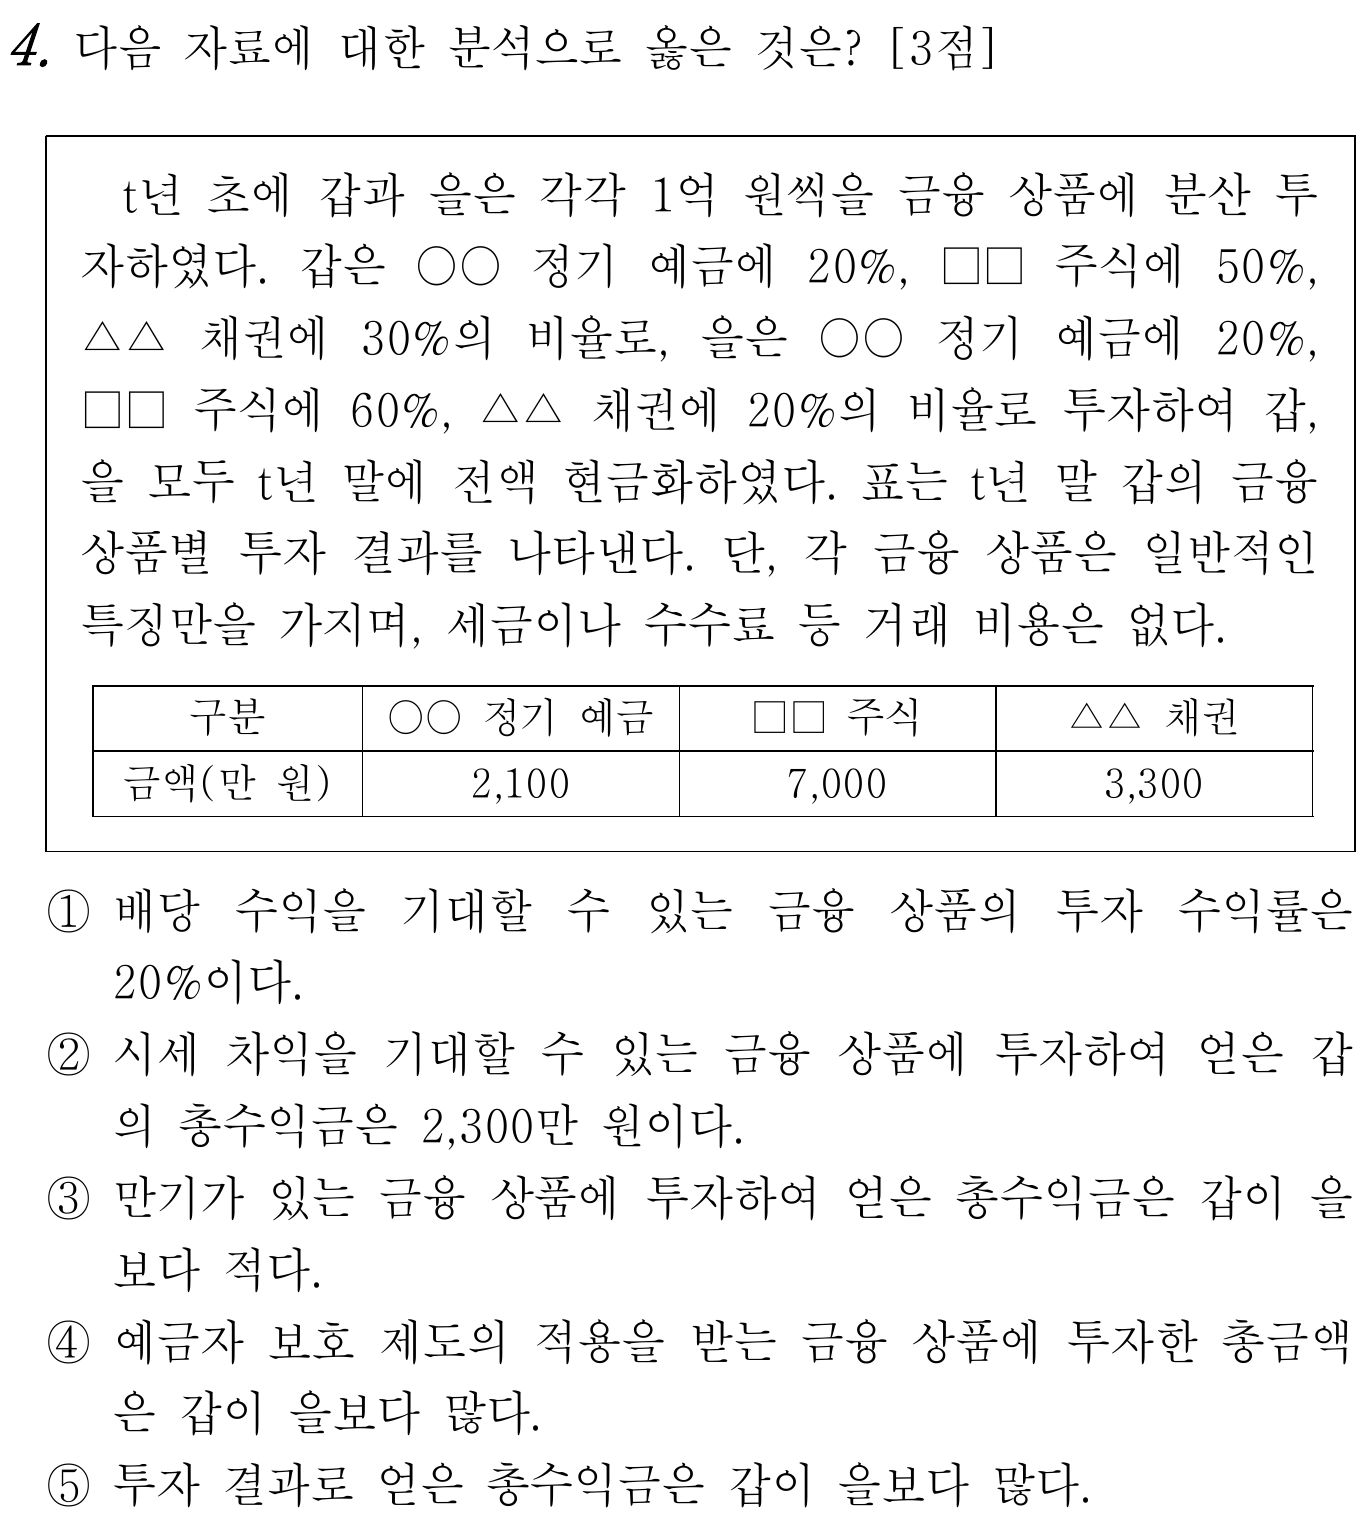 4. 다음 자료에 대한 분석으로 옳은 것은? [3점]
t년 초에 갑과 을은 각각 1억 원씩을 금융 상품에 분산 투
자하였다. 갑은 ○○ 정기 예금에 20%, □□ 주식에 50%,
△△ 채권에 30%의 비율로, 을은 ○○ 정기 예금에 20%,
□□ 주식에 60%, △△ 채권에 20%의 비율로 투자하여 갑,
을 모두 t년 말에 전액 현금화하였다. 표는 t년 말 갑의 금융
상품별 투자 결과를 나타낸다. 단, 각 금융 상품은 일반적인
특징만을 가지며, 세금이나 수수료 등 거래 비용은 없다.
구분 ○○ 정기 예금 □□ 주식 △△ 채권
금액(만 원) 2,100 7,000 3,300
① 배당 수익을 기대할 수 있는 금융 상품의 투자 수익률은
20%이다.
② 시세 차익을 기대할 수 있는 금융 상품에 투자하여 얻은 갑
의 총수익금은 2,300만 원이다.
③ 만기가 있는 금융 상품에 투자하여 얻은 총수익금은 갑이 을
보다 적다.
④ 예금자 보호 제도의 적용을 받는 금융 상품에 투자한 총금액
은 갑이 을보다 많다.
⑤ 투자 결과로 얻은 총수익금은 갑이 을보다 많다.